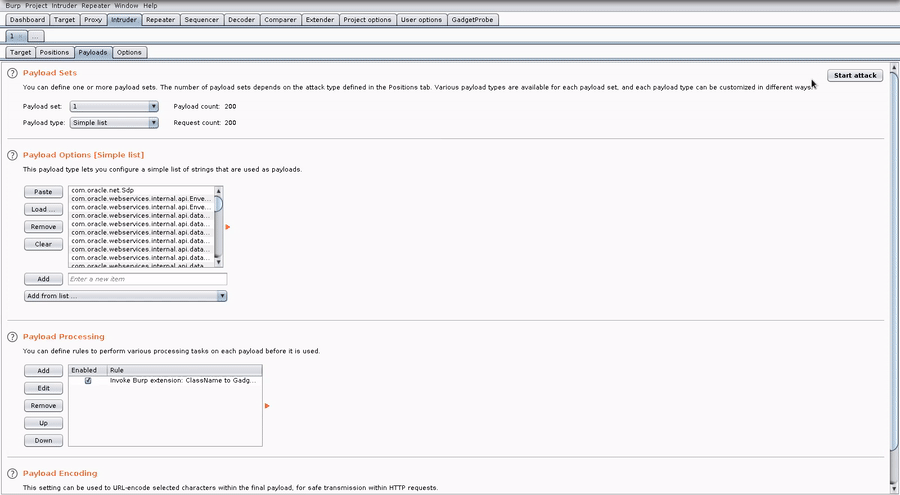 Burp Project Intruder Repeater Window Help
Dashboard Target Proxy Intruder Repeater Sequencer Decoder Comparer Extender Project options User options GadgetProbe
1 × ...
Target Positions Payloads Options
? Payload Sets
Start attack
You can define one or more payload sets. The number of payload sets depends on the attack type defined in the Positions tab. Various payload types are available for each payload set, and each payload type can be customized in different ways.
Payload set: 1 Payload count: 200
Payload type: Simple list Request count: 200
? Payload Options [Simple list]
This payload type lets you configure a simple list of strings that are used as payloads.
Paste
Load ...
Remove
Clear
com.oracle.net.Sdp
com.oracle.webservices.internal.api.Enve...
com.oracle.webservices.internal.api.Enve...
com.oracle.webservices.internal.api.data...
com.oracle.webservices.internal.api.data...
com.oracle.webservices.internal.api.data...
com.oracle.webservices.internal.api.data...
com.oracle.webservices.internal.api.data...
com.oracle.webservices.internal.api.data...
com.oracle.webservices.internal.api.data...
Add Enter a new item
Add from list ...
? Payload Processing
You can define rules to perform various processing tasks on each payload before it is used.
Add
Edit
Remove
Up
Down
Enabled Rule
Invoke Burp extension: ClassName to Gadg...
? Payload Encoding
This setting can be used to URL-encode selected characters within the final payload, for safe transmission within HTTP requests.